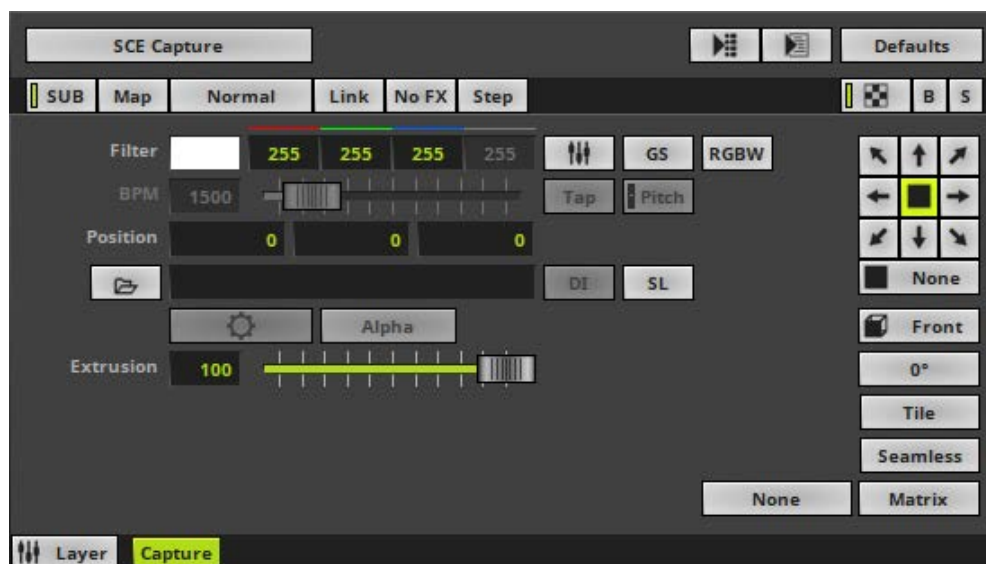 SCE Capture Defaults
SUB Map Normal Link No FX Step B S
Filter 255 255 255 255 GS RGBW
BPM 1500 Tap Pitch
Position 0 0 0
DI SL None
Alpha Front
Extrusion 100 0°
Tile
Seamless
None Matrix
Layer Capture